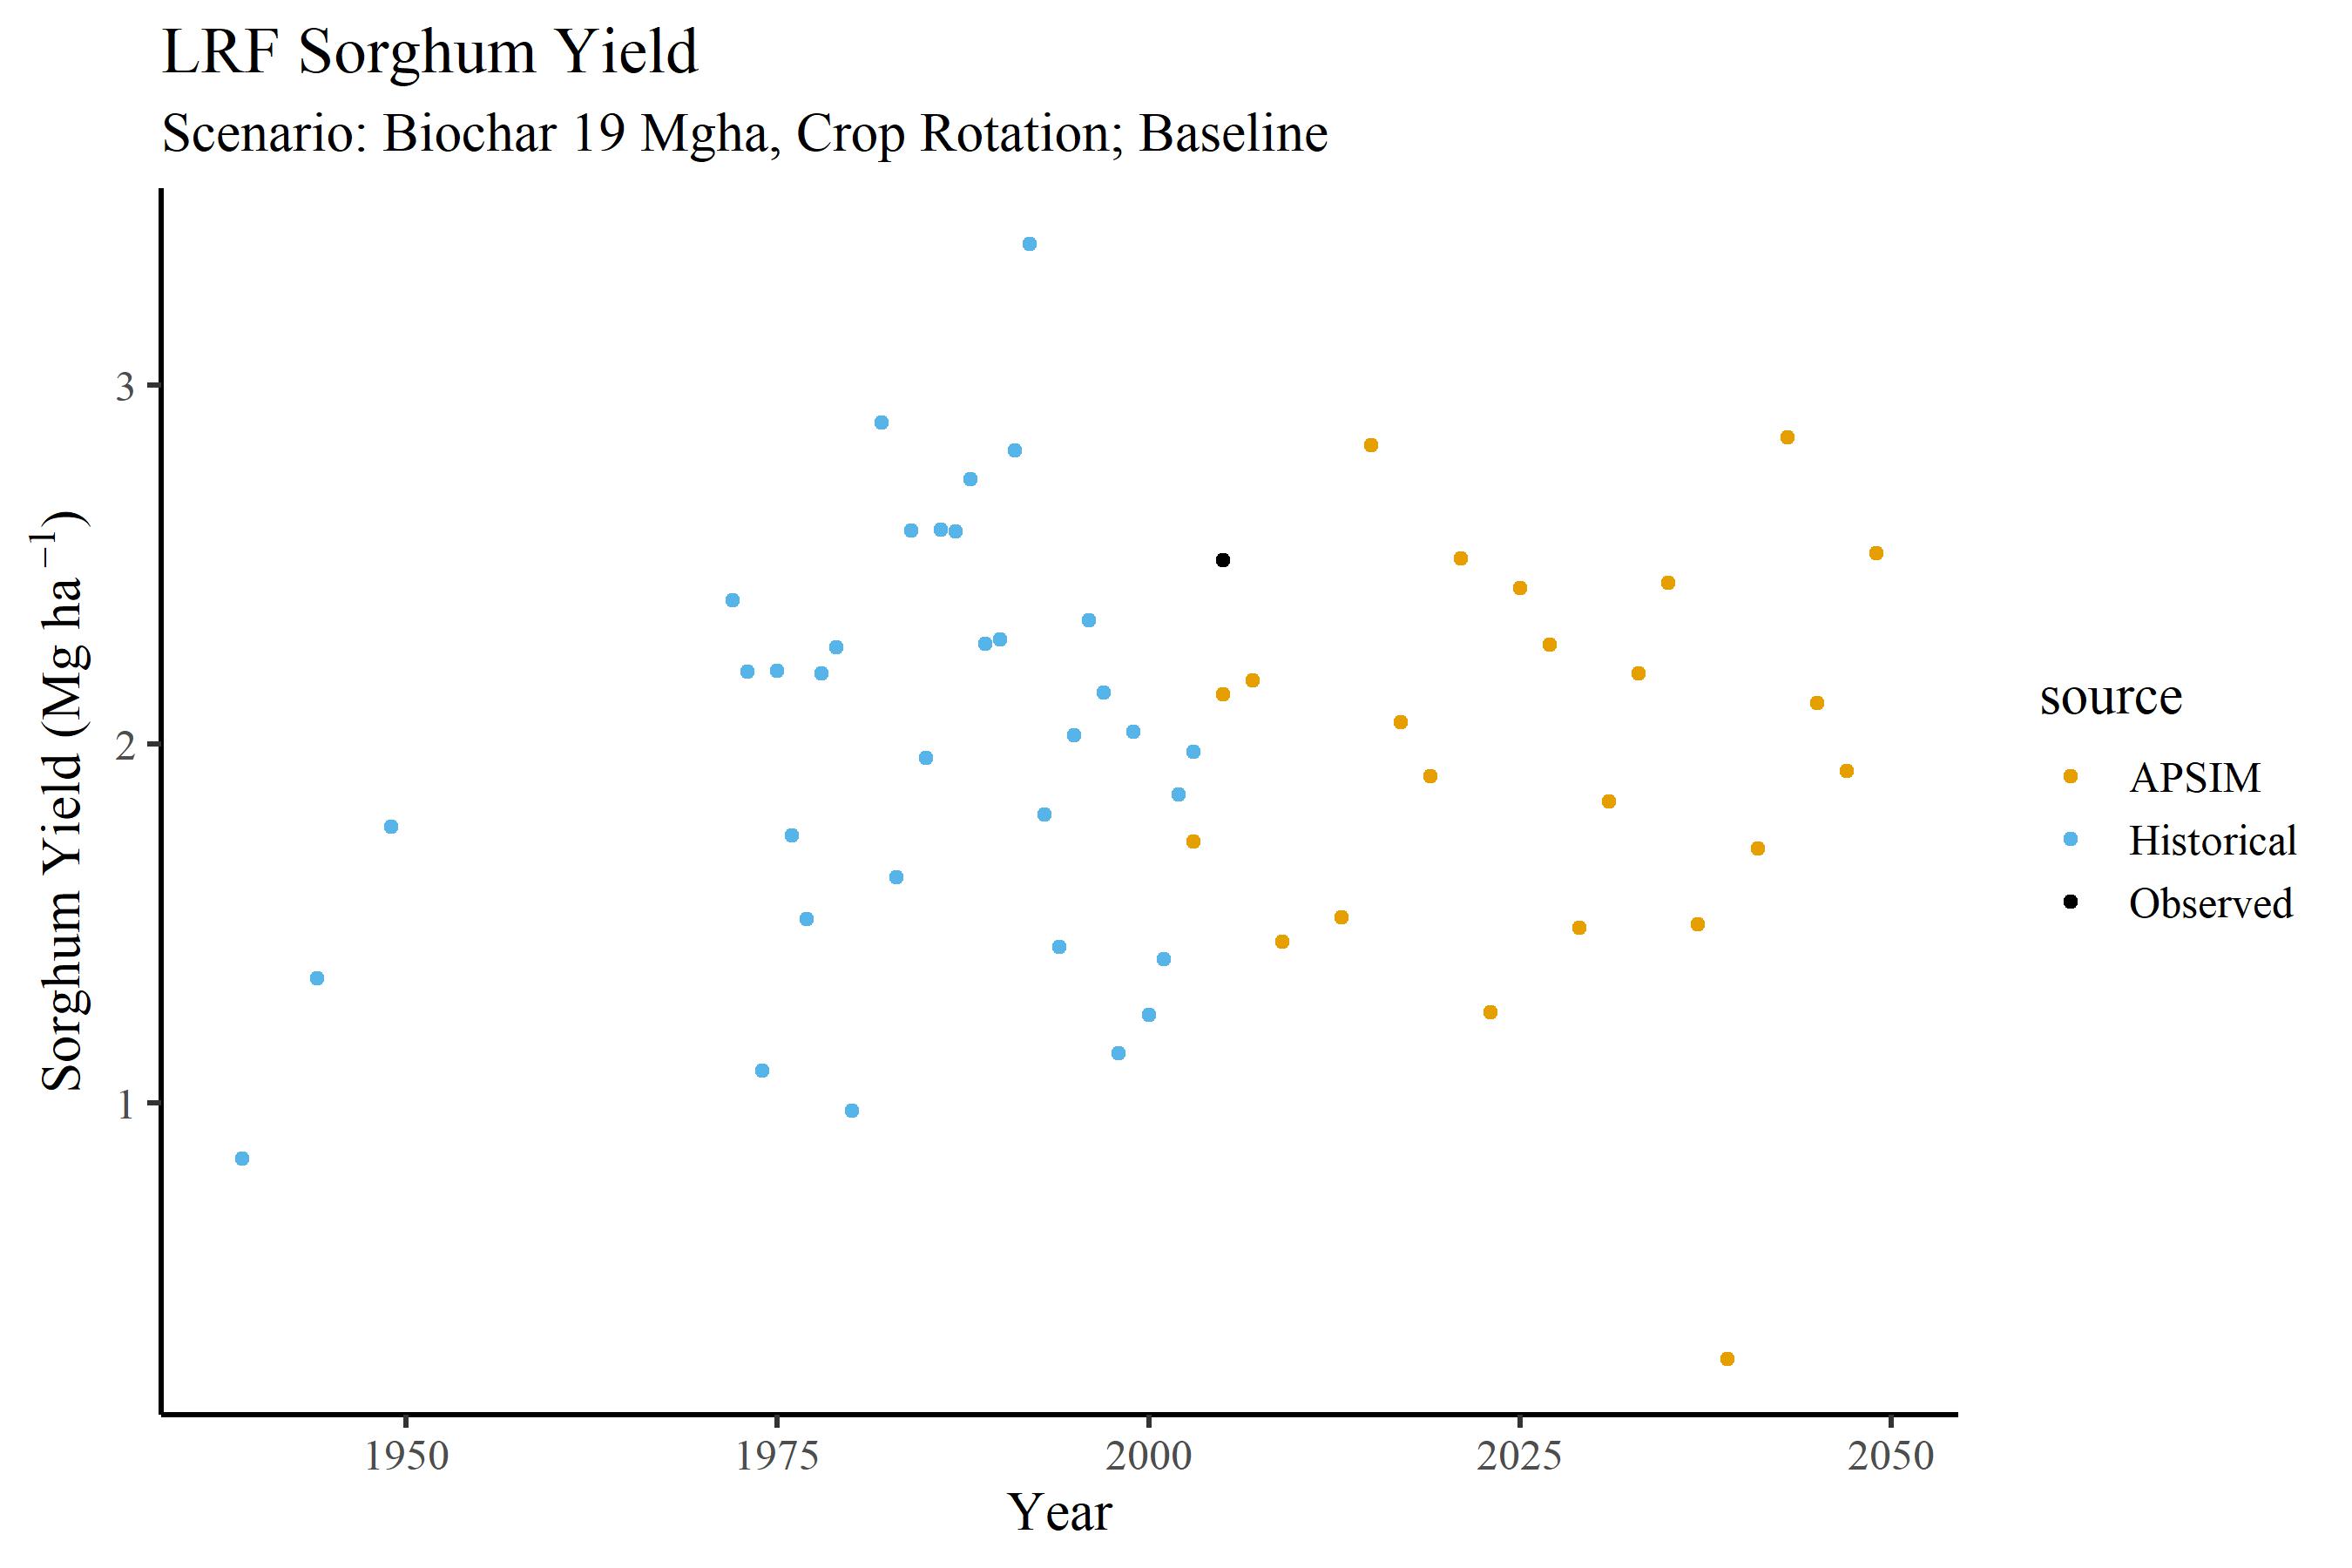 LRF Sorghum Yield
Scenario: Biochar 19 Mgha, Crop Rotation; Baseline
Sorghum Yield (Mg ha −1)
3
2
1
1950
1975
2000
2025
2050
Year
source
APSIM
Historical
Observed